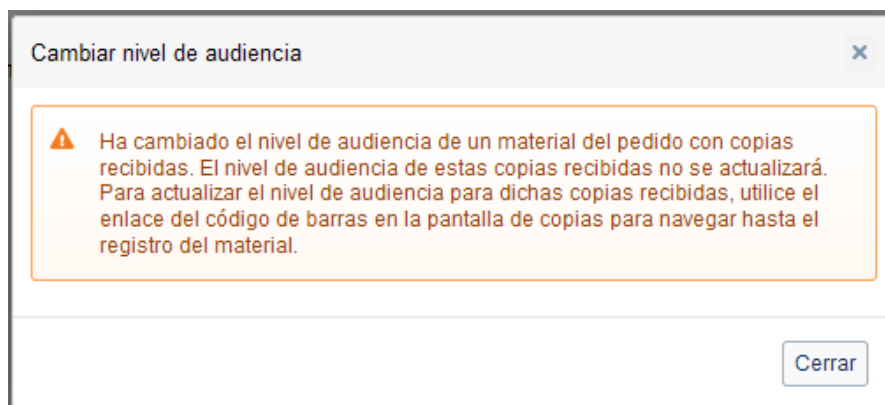 Cambiar nivel de audiencia
Ha cambiado el nivel de audiencia de un material del pedido con copias
recibidas. El nivel de audiencia de estas copias recibidas no se actualizará.
Para actualizar el nivel de audiencia para dichas copias recibidas, utilice el
enlace del código de barras en la pantalla de copias para navegar hasta el
registro del material.
Cerrar